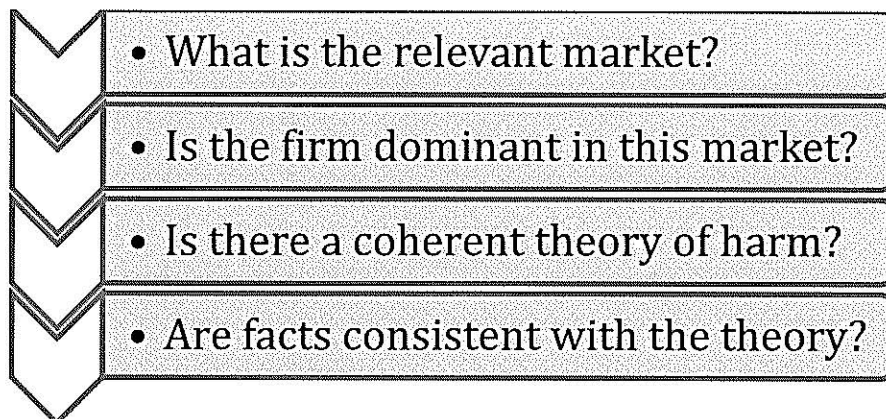 • What is the relevant market?
• Is the firm dominant in this market?
• Is there a coherent theory of harm?
• Are facts consistent with the theory?